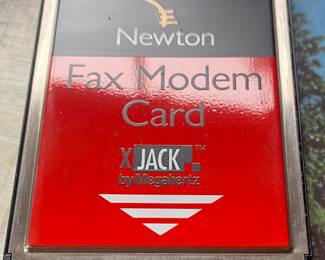 Newton
Fax Modem
Card
XJACK™
by Megahertz